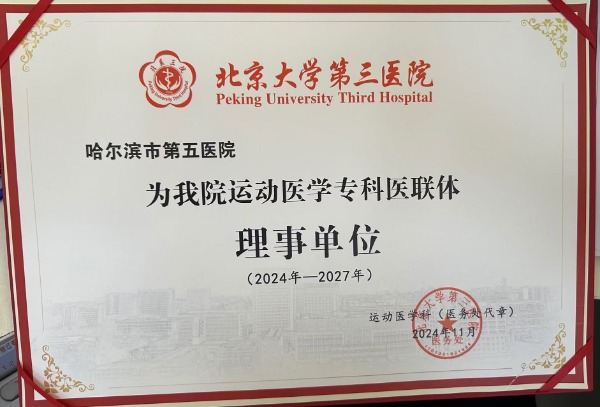 北京大学第三医院
Peking University Third Hospital
哈尔滨市第五医院
为我院运动医学专科医联体
理事单位
(2024年—2027年)
运动医学科（医务处代章）
2024年11月
医务处